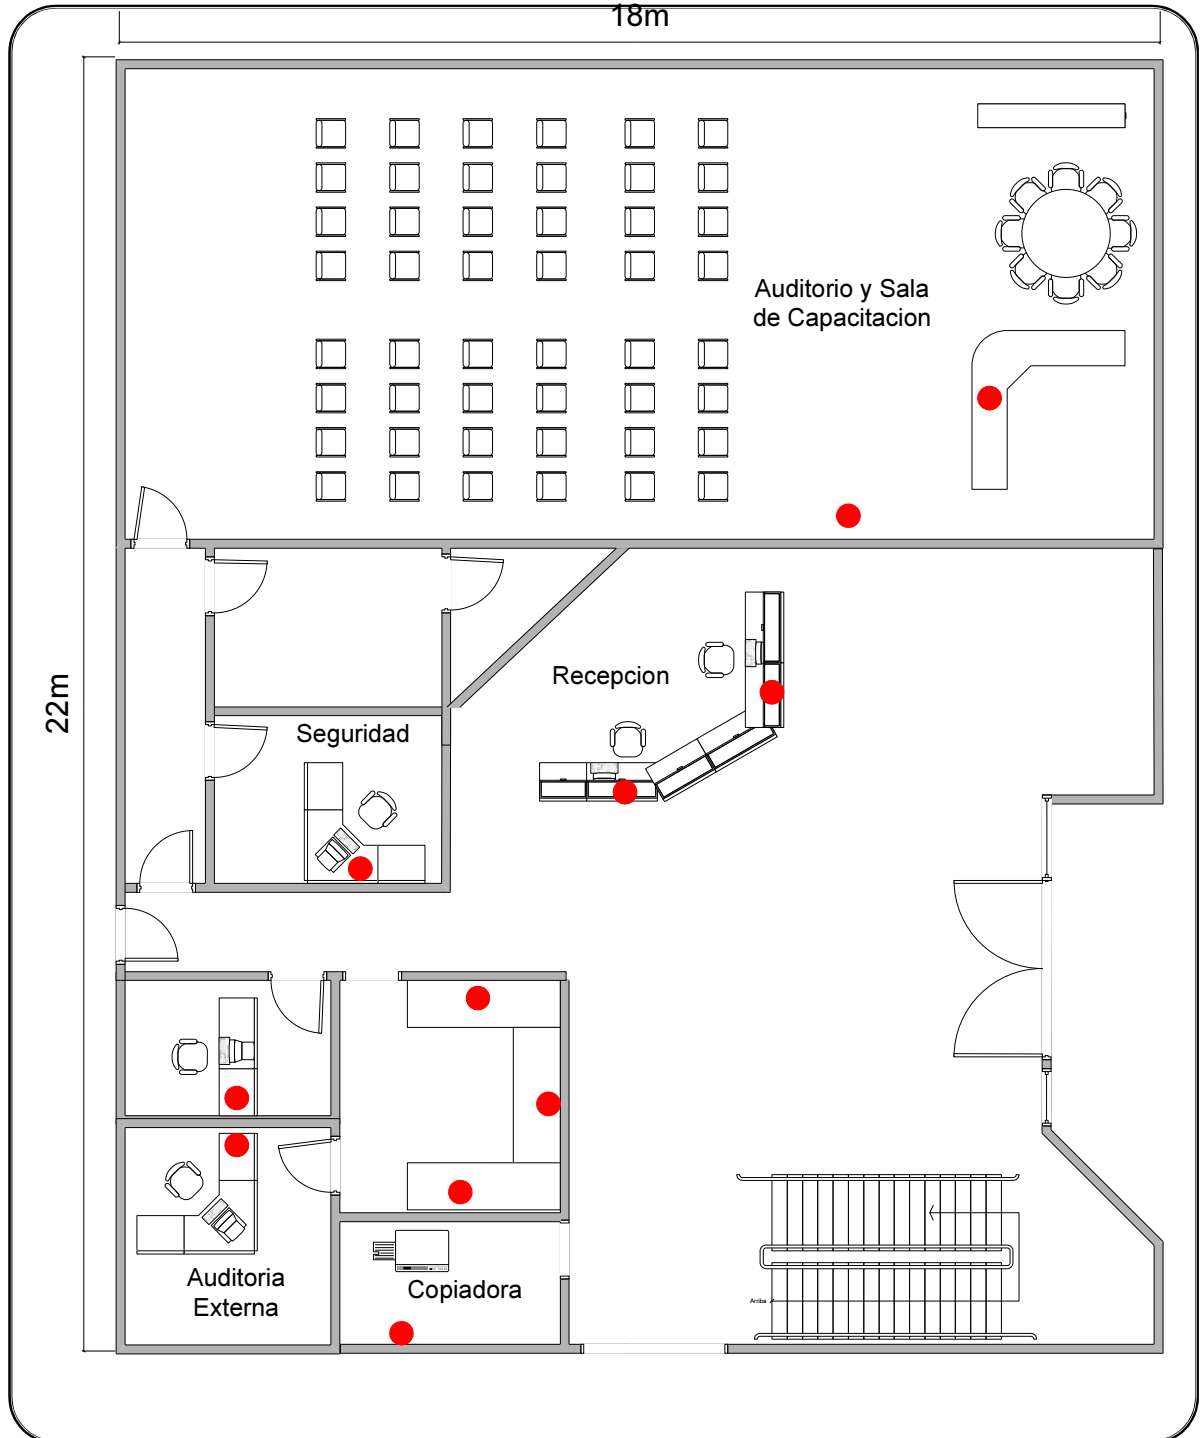 18m
Auditorio y Sala
de Capacitacion
22m
Recepcion
Seguridad
Auditoria
Externa
Copiadora
Arriba